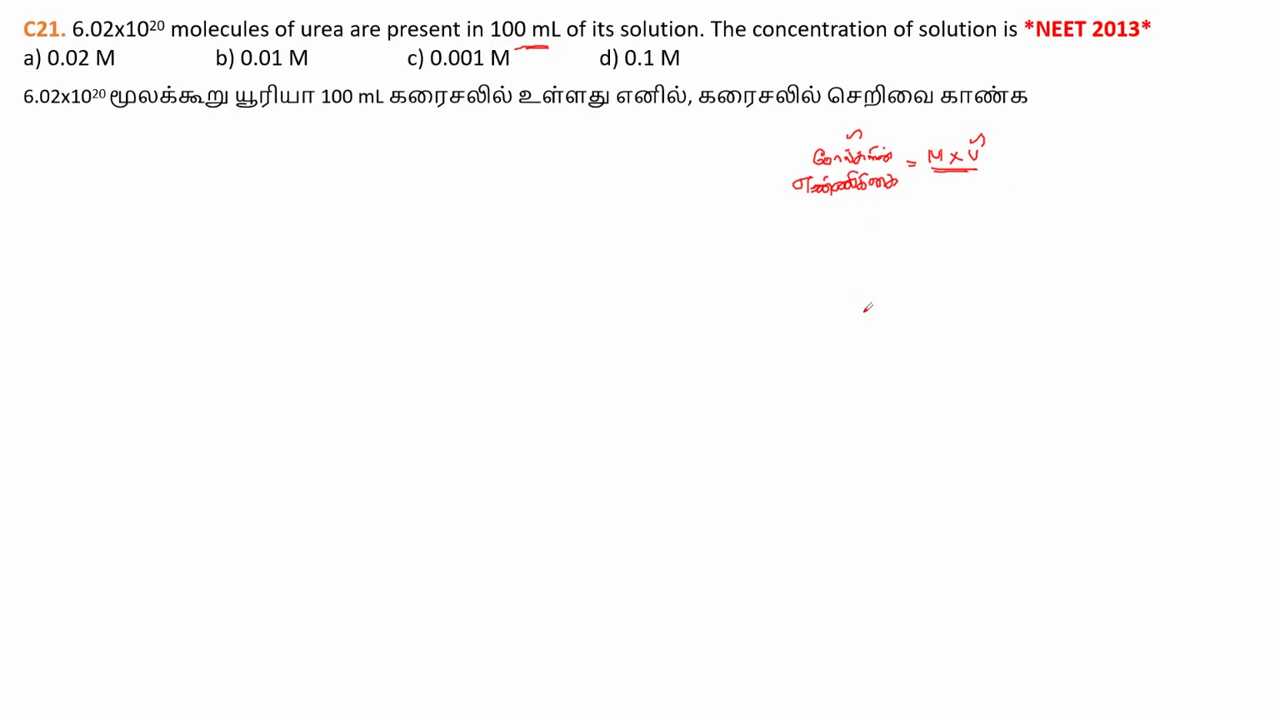 C21. 6.02x10²⁰ molecules of urea are present in 100 mL of its solution. The concentration of solution is *NEET 2013*
a) 0.02 M b) 0.01 M c) 0.001 M d) 0.1 M
6.02x10²⁰ மூலக்கூறு யூரியா 100 mL கரைசலில் உள்ளது எனில், கரைசலில் செறிவை காண்க
= M x V
எண்ணிக்கை